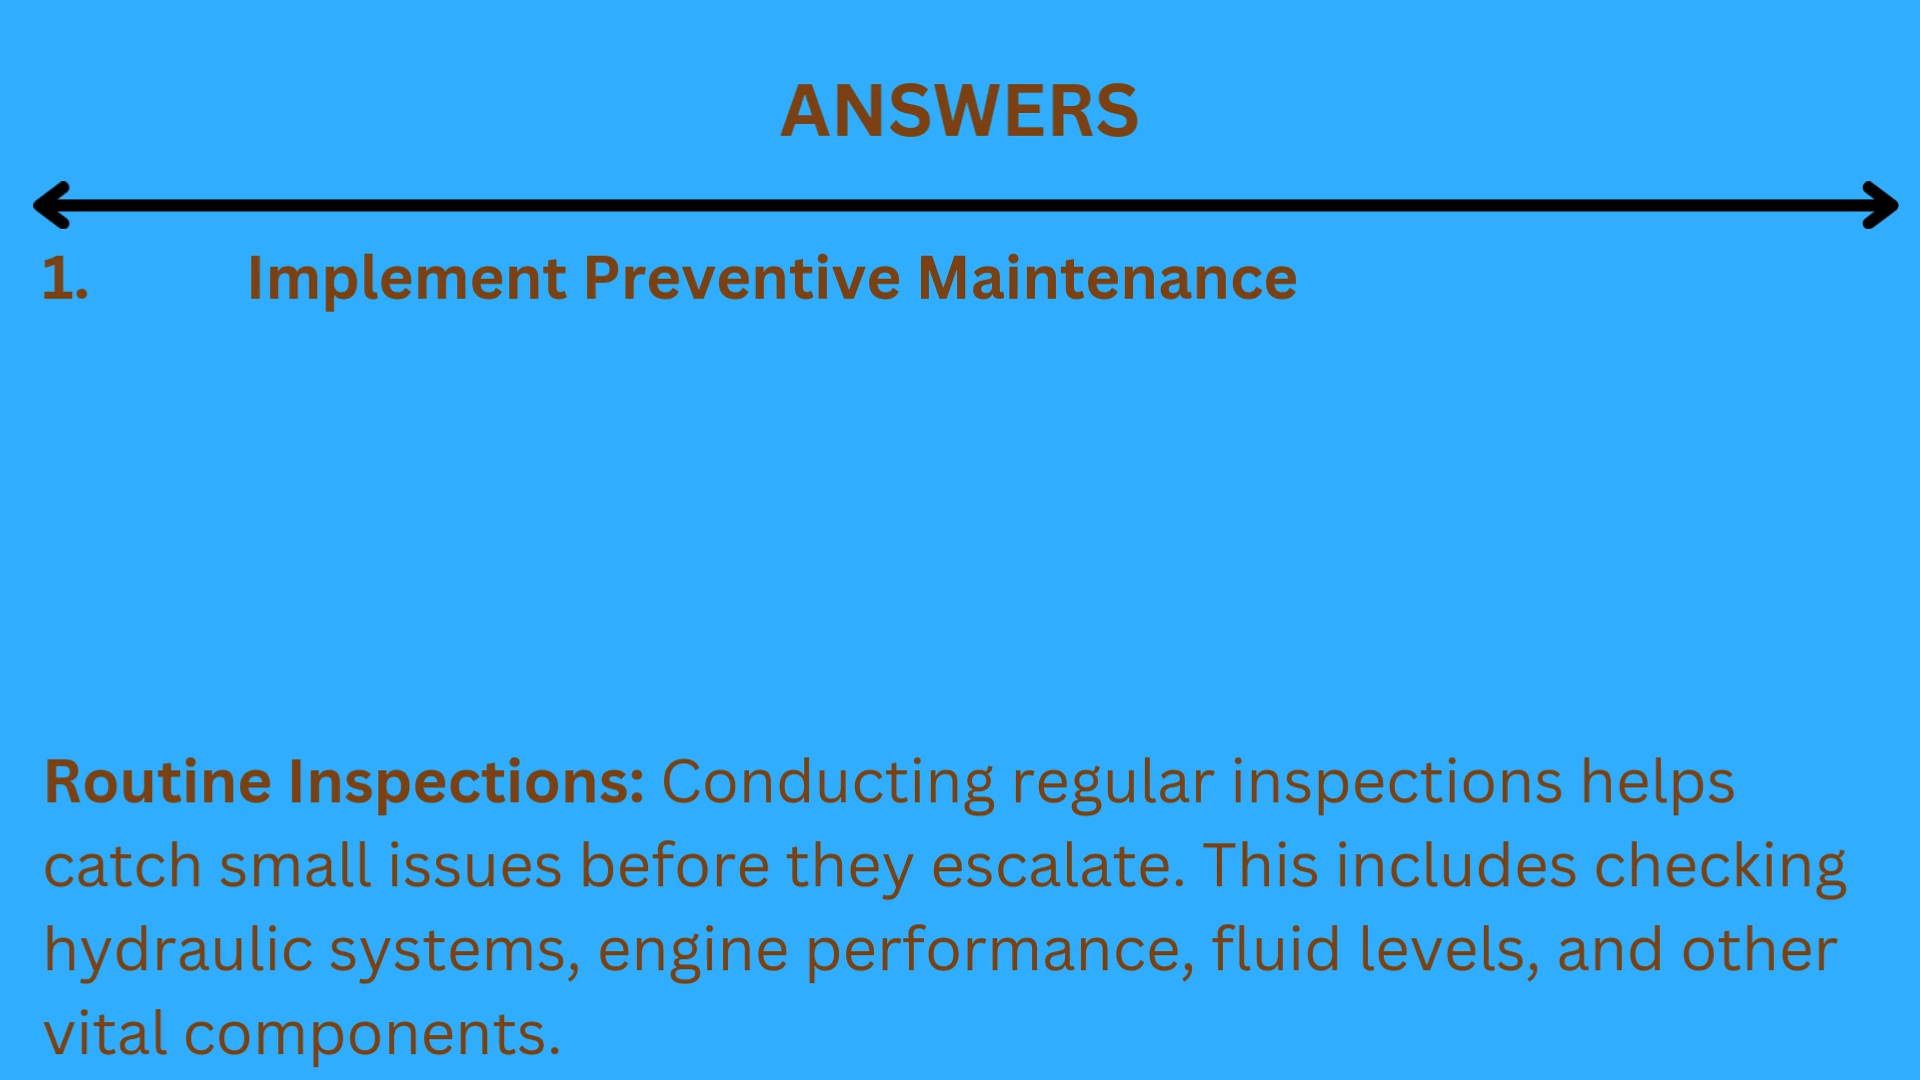 ANSWERS
1. Implement Preventive Maintenance
Routine Inspections: Conducting regular inspections helps
catch small issues before they escalate. This includes checking
hydraulic systems, engine performance, fluid levels, and other
vital components.